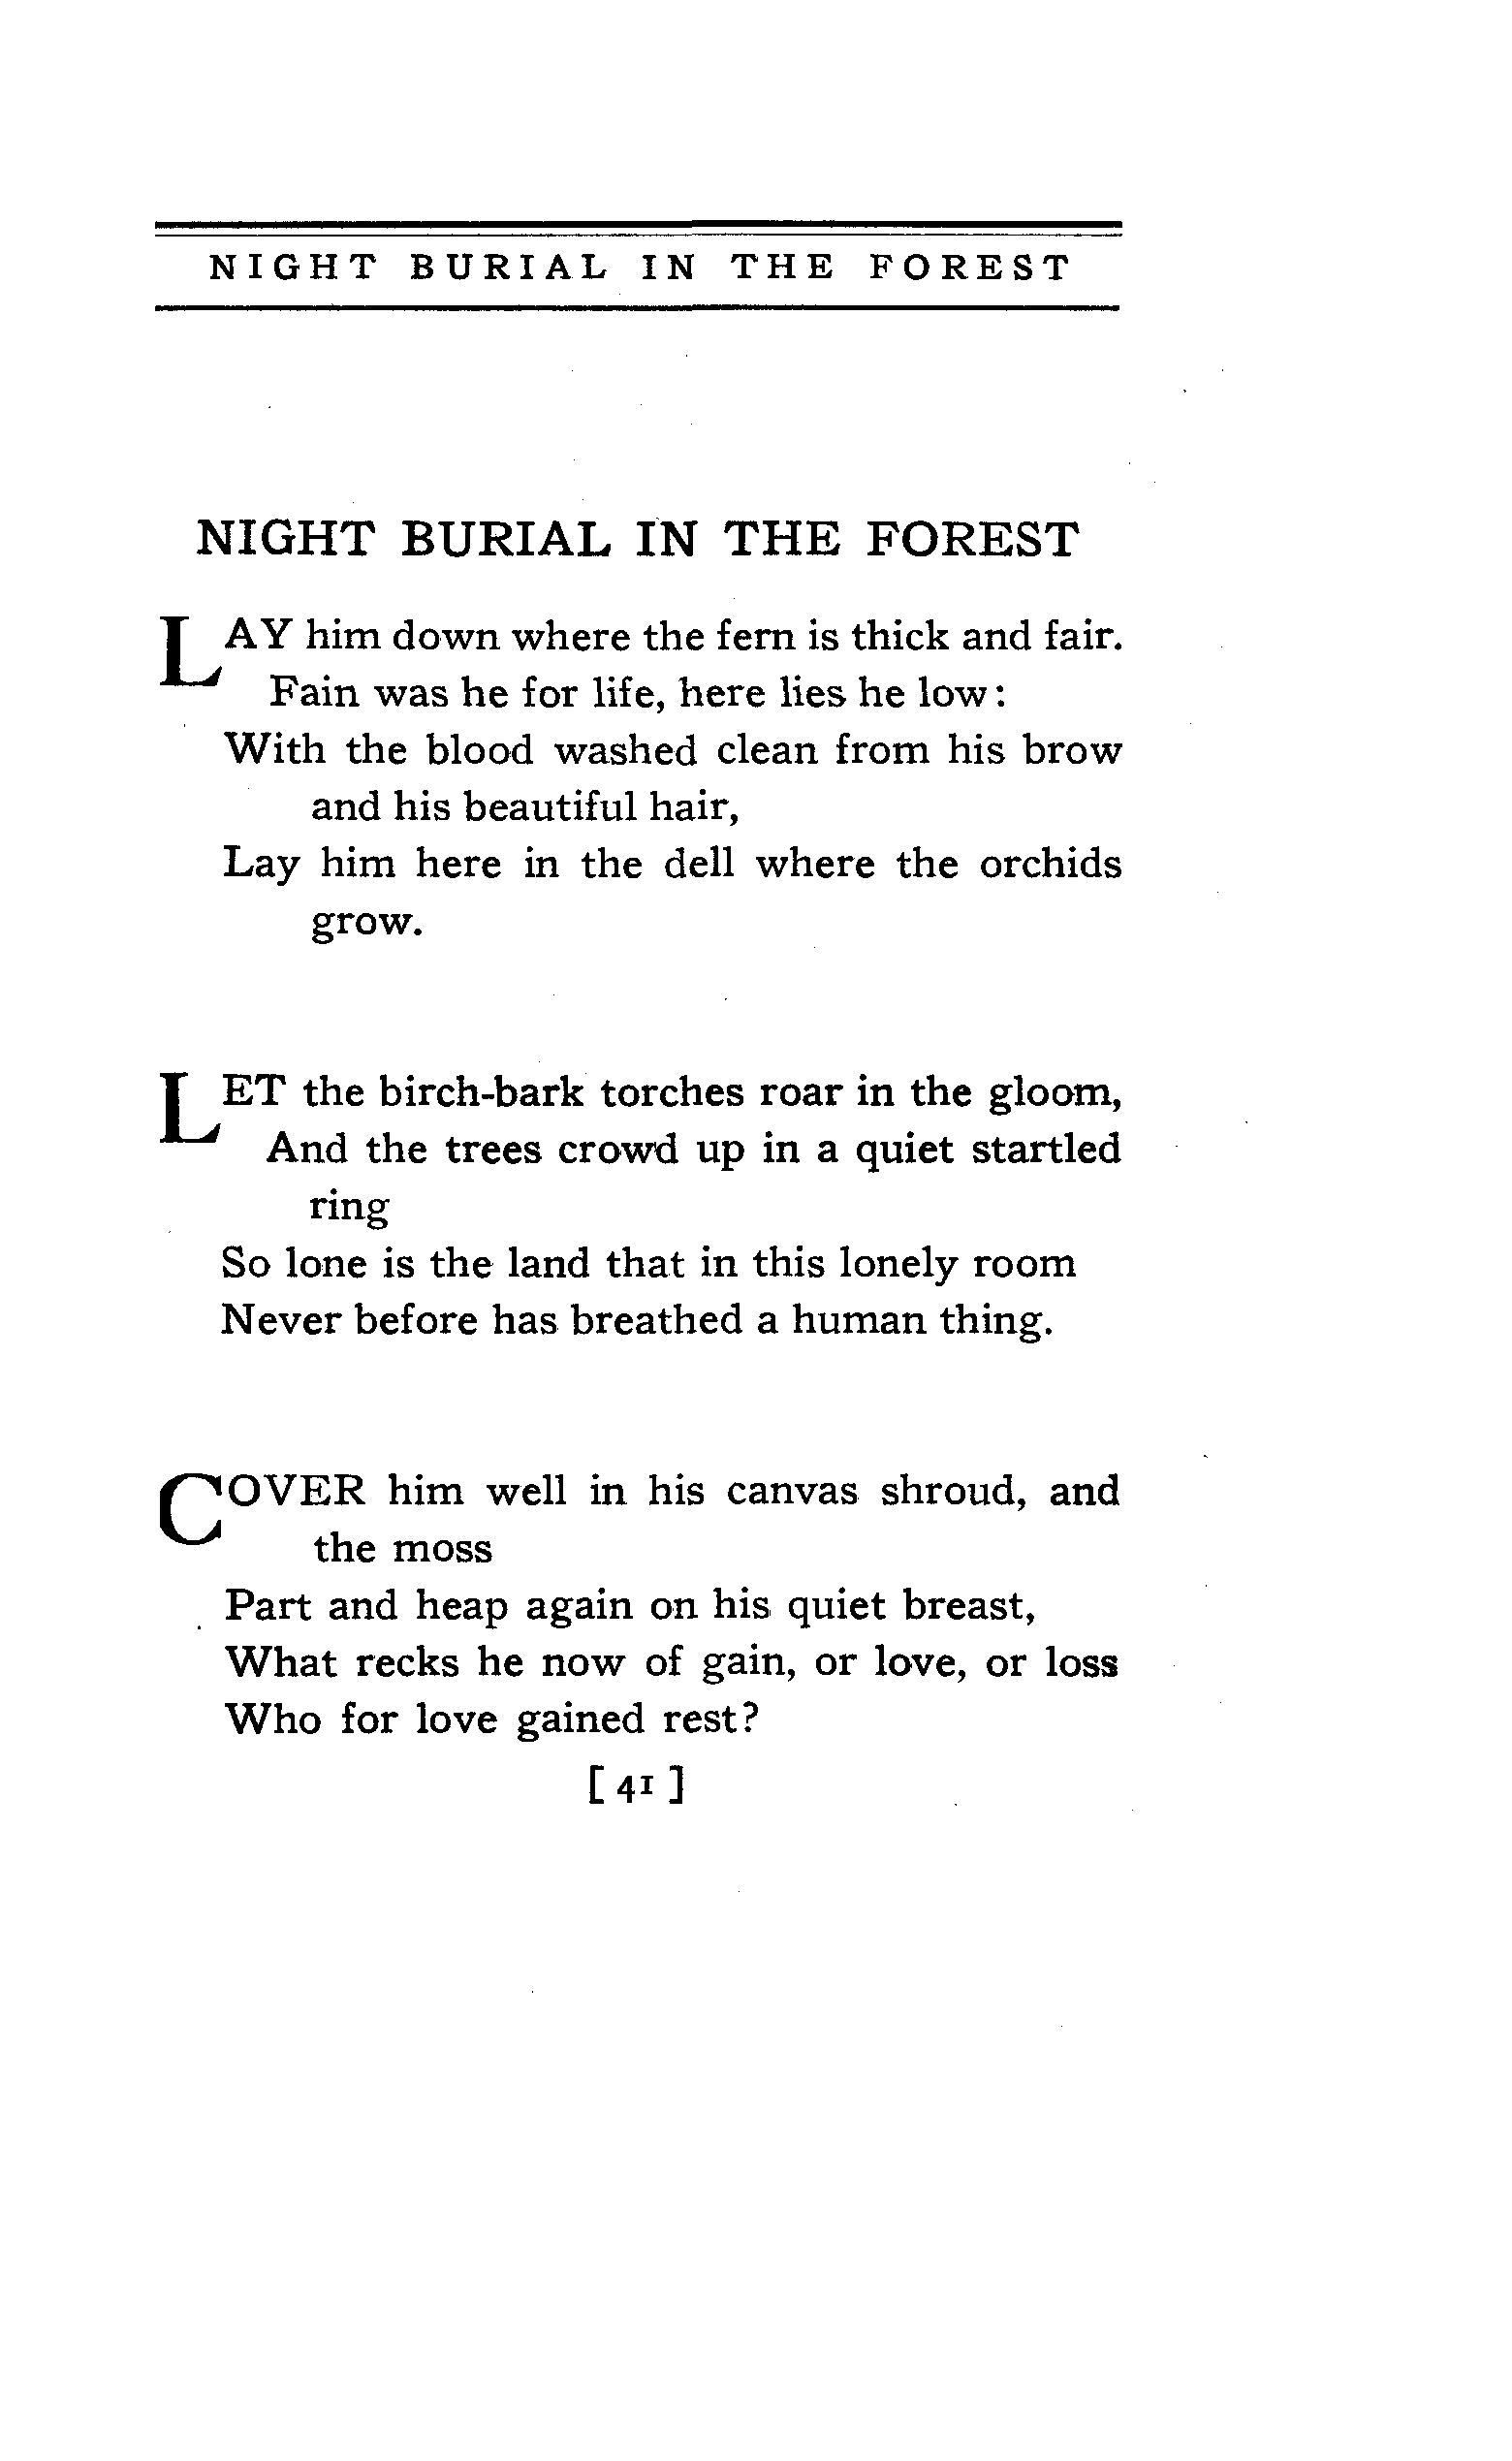 NIGHT BURIAL IN THE FOREST
NIGHT BURIAL IN THE FOREST
LAY him down where the fern is thick and fair.
Fain was he for life, here lies he low:
With the blood washed clean from his brow
and his beautiful hair,
Lay him here in the dell where the orchids
grow.
LET the birch-bark torches roar in the gloom,
And the trees crowd up in a quiet startled
ring
So lone is the land that in this lonely room
Never before has breathed a human thing.
COVER him well in his canvas shroud, and
the moss
Part and heap again on his quiet breast,
What recks he now of gain, or love, or loss
Who for love gained rest?
[ 41 ]